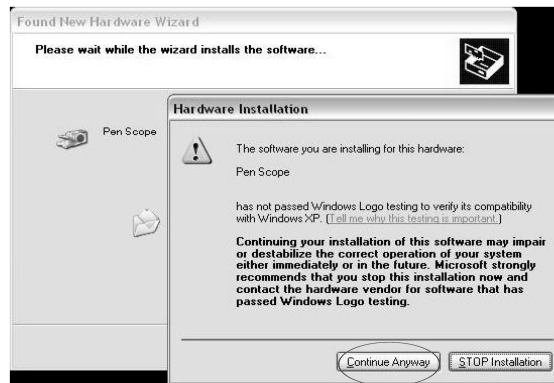 Found New Hardware Wizard
Please wait while the wizard installs the software...
Pen Scope
Hardware Installation
The software you are installing for this hardware:
Pen Scope
has not passed Windows Logo testing to verify its compatibility
with Windows XP. (Tell me why this testing is important.)
Continuing your installation of this software may impair
or destabilize the correct operation of your system
either immediately or in the future. Microsoft strongly
recommends that you stop this installation now and
contact the hardware vendor for software that has
passed Windows Logo testing.
Continue Anyway
STOP Installation